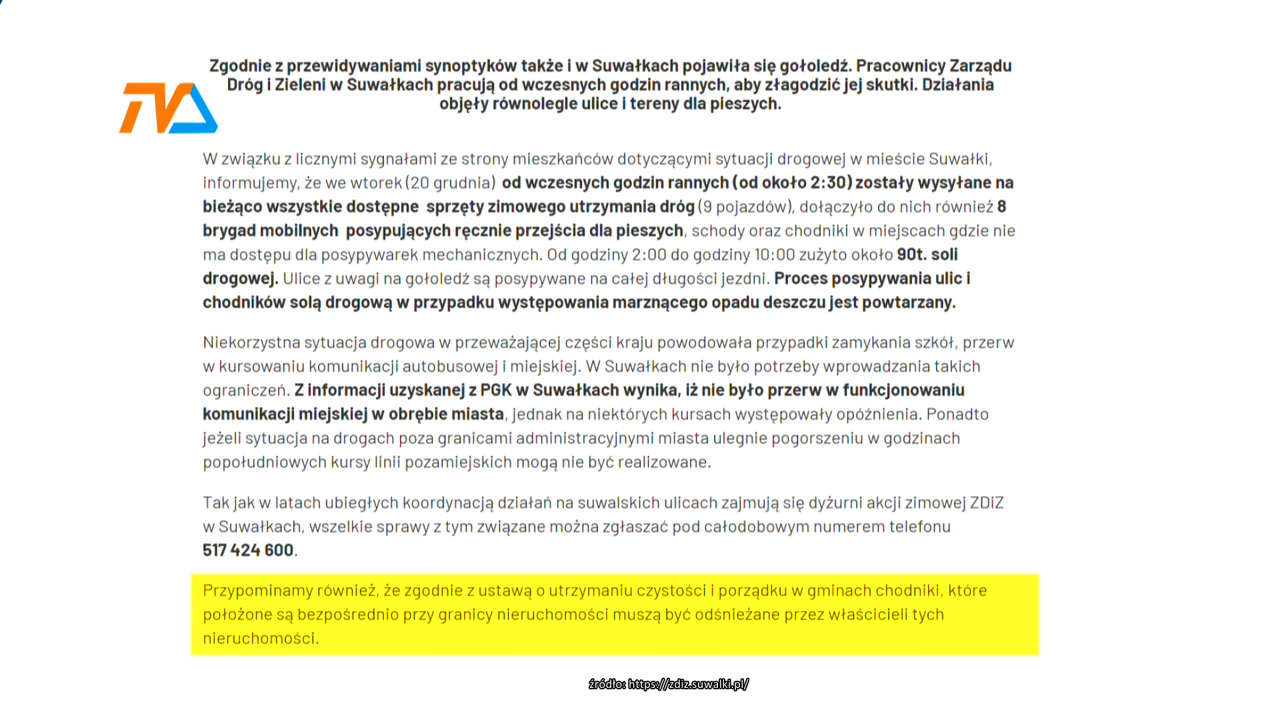 Zgodnie z przewidywaniami synoptyków także i w Suwałkach pojawiła się gołoledź. Pracownicy Zarządu
Dróg i Zieleni w Suwałkach pracują od wczesnych godzin rannych, aby złagodzić jej skutki. Działania
objęły równolegle ulice i tereny dla pieszych.
TVA
W związku z licznymi sygnałami ze strony mieszkańców dotyczącymi sytuacji drogowej w mieście Suwałki,
informujemy, że we wtorek (20 grudnia) od wczesnych godzin rannych (od około 2:30) zostały wysyłane na
bieżąco wszystkie dostępne sprzęty zimowego utrzymania dróg (9 pojazdów), dołączyło do nich również 8
brygad mobilnych posypujących ręcznie przejścia dla pieszych, schody oraz chodniki w miejscach gdzie nie
ma dostępu dla posypywarek mechanicznych. Od godziny 2:00 do godziny 10:00 zużyto około 90t. soli
drogowej. Ulice z uwagi na gołoledź są posypywane na całej długości jezdni. Proces posypywania ulic i
chodników solą drogową w przypadku występowania marznącego opadu deszczu jest powtarzany.
Niekorzystna sytuacja drogowa w przeważającej części kraju powodowała przypadki zamykania szkół, przerw
w kursowaniu komunikacji autobusowej i miejskiej. W Suwałkach nie było potrzeby wprowadzania takich
ograniczeń. Z informacji uzyskanej z PGK w Suwałkach wynika, iż nie było przerw w funkcjonowaniu
komunikacji miejskiej w obrębie miasta, jednak na niektórych kursach występowały opóźnienia. Ponadto
jeżeli sytuacja na drogach poza granicami administracyjnymi miasta ulegnie pogorszeniu w godzinach
popołudniowych kursy linii pozamiejskich mogą nie być realizowane.
Tak jak w latach ubiegłych koordynacją działań na suwalskich ulicach zajmują się dyżurni akcji zimowej ZDiZ
w Suwałkach, wszelkie sprawy z tym związane można zgłaszać pod całodobowym numerem telefonu
517 424 600.
Przypominamy również, że zgodnie z ustawą o utrzymaniu czystości i porządku w gminach chodniki, które
położone są bezpośrednio przy granicy nieruchomości muszą być odśnieżane przez właścicieli tych
nieruchomości.
źródło: https://zdiz.suwalki.pl/